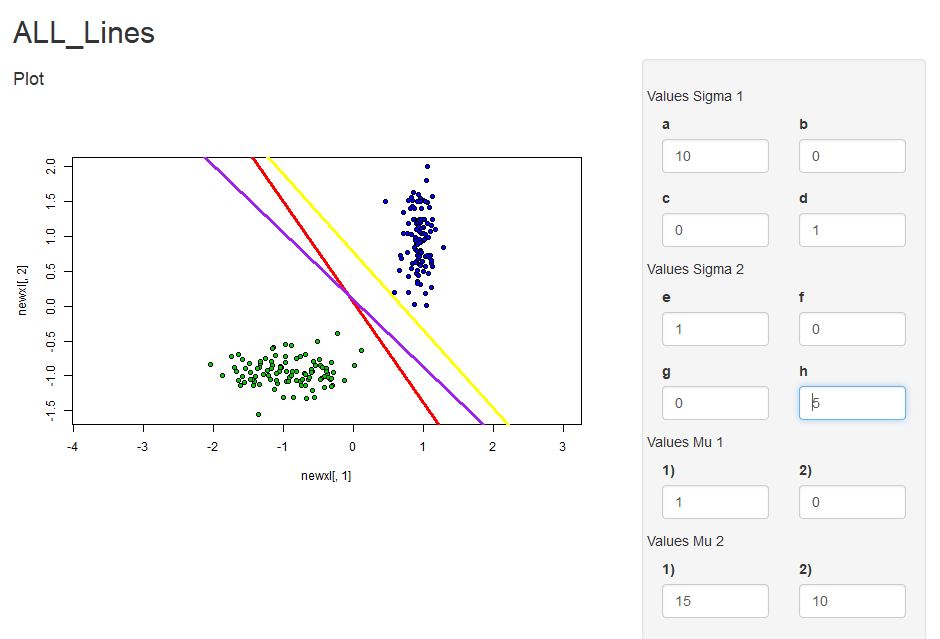 ALL_Lines
Plot
2.0
1.5
1.0
0.5
0.0
-0.5
-1.0
-1.5
newxl[, 2]
-4 -3 -2 -1 0 1 2 3
newxl[, 1]
Values Sigma 1
a b
10 0
c d
0 1
Values Sigma 2
e f
1 0
g h
0 5
Values Mu 1
1) 2)
1 0
Values Mu 2
1) 2)
15 10